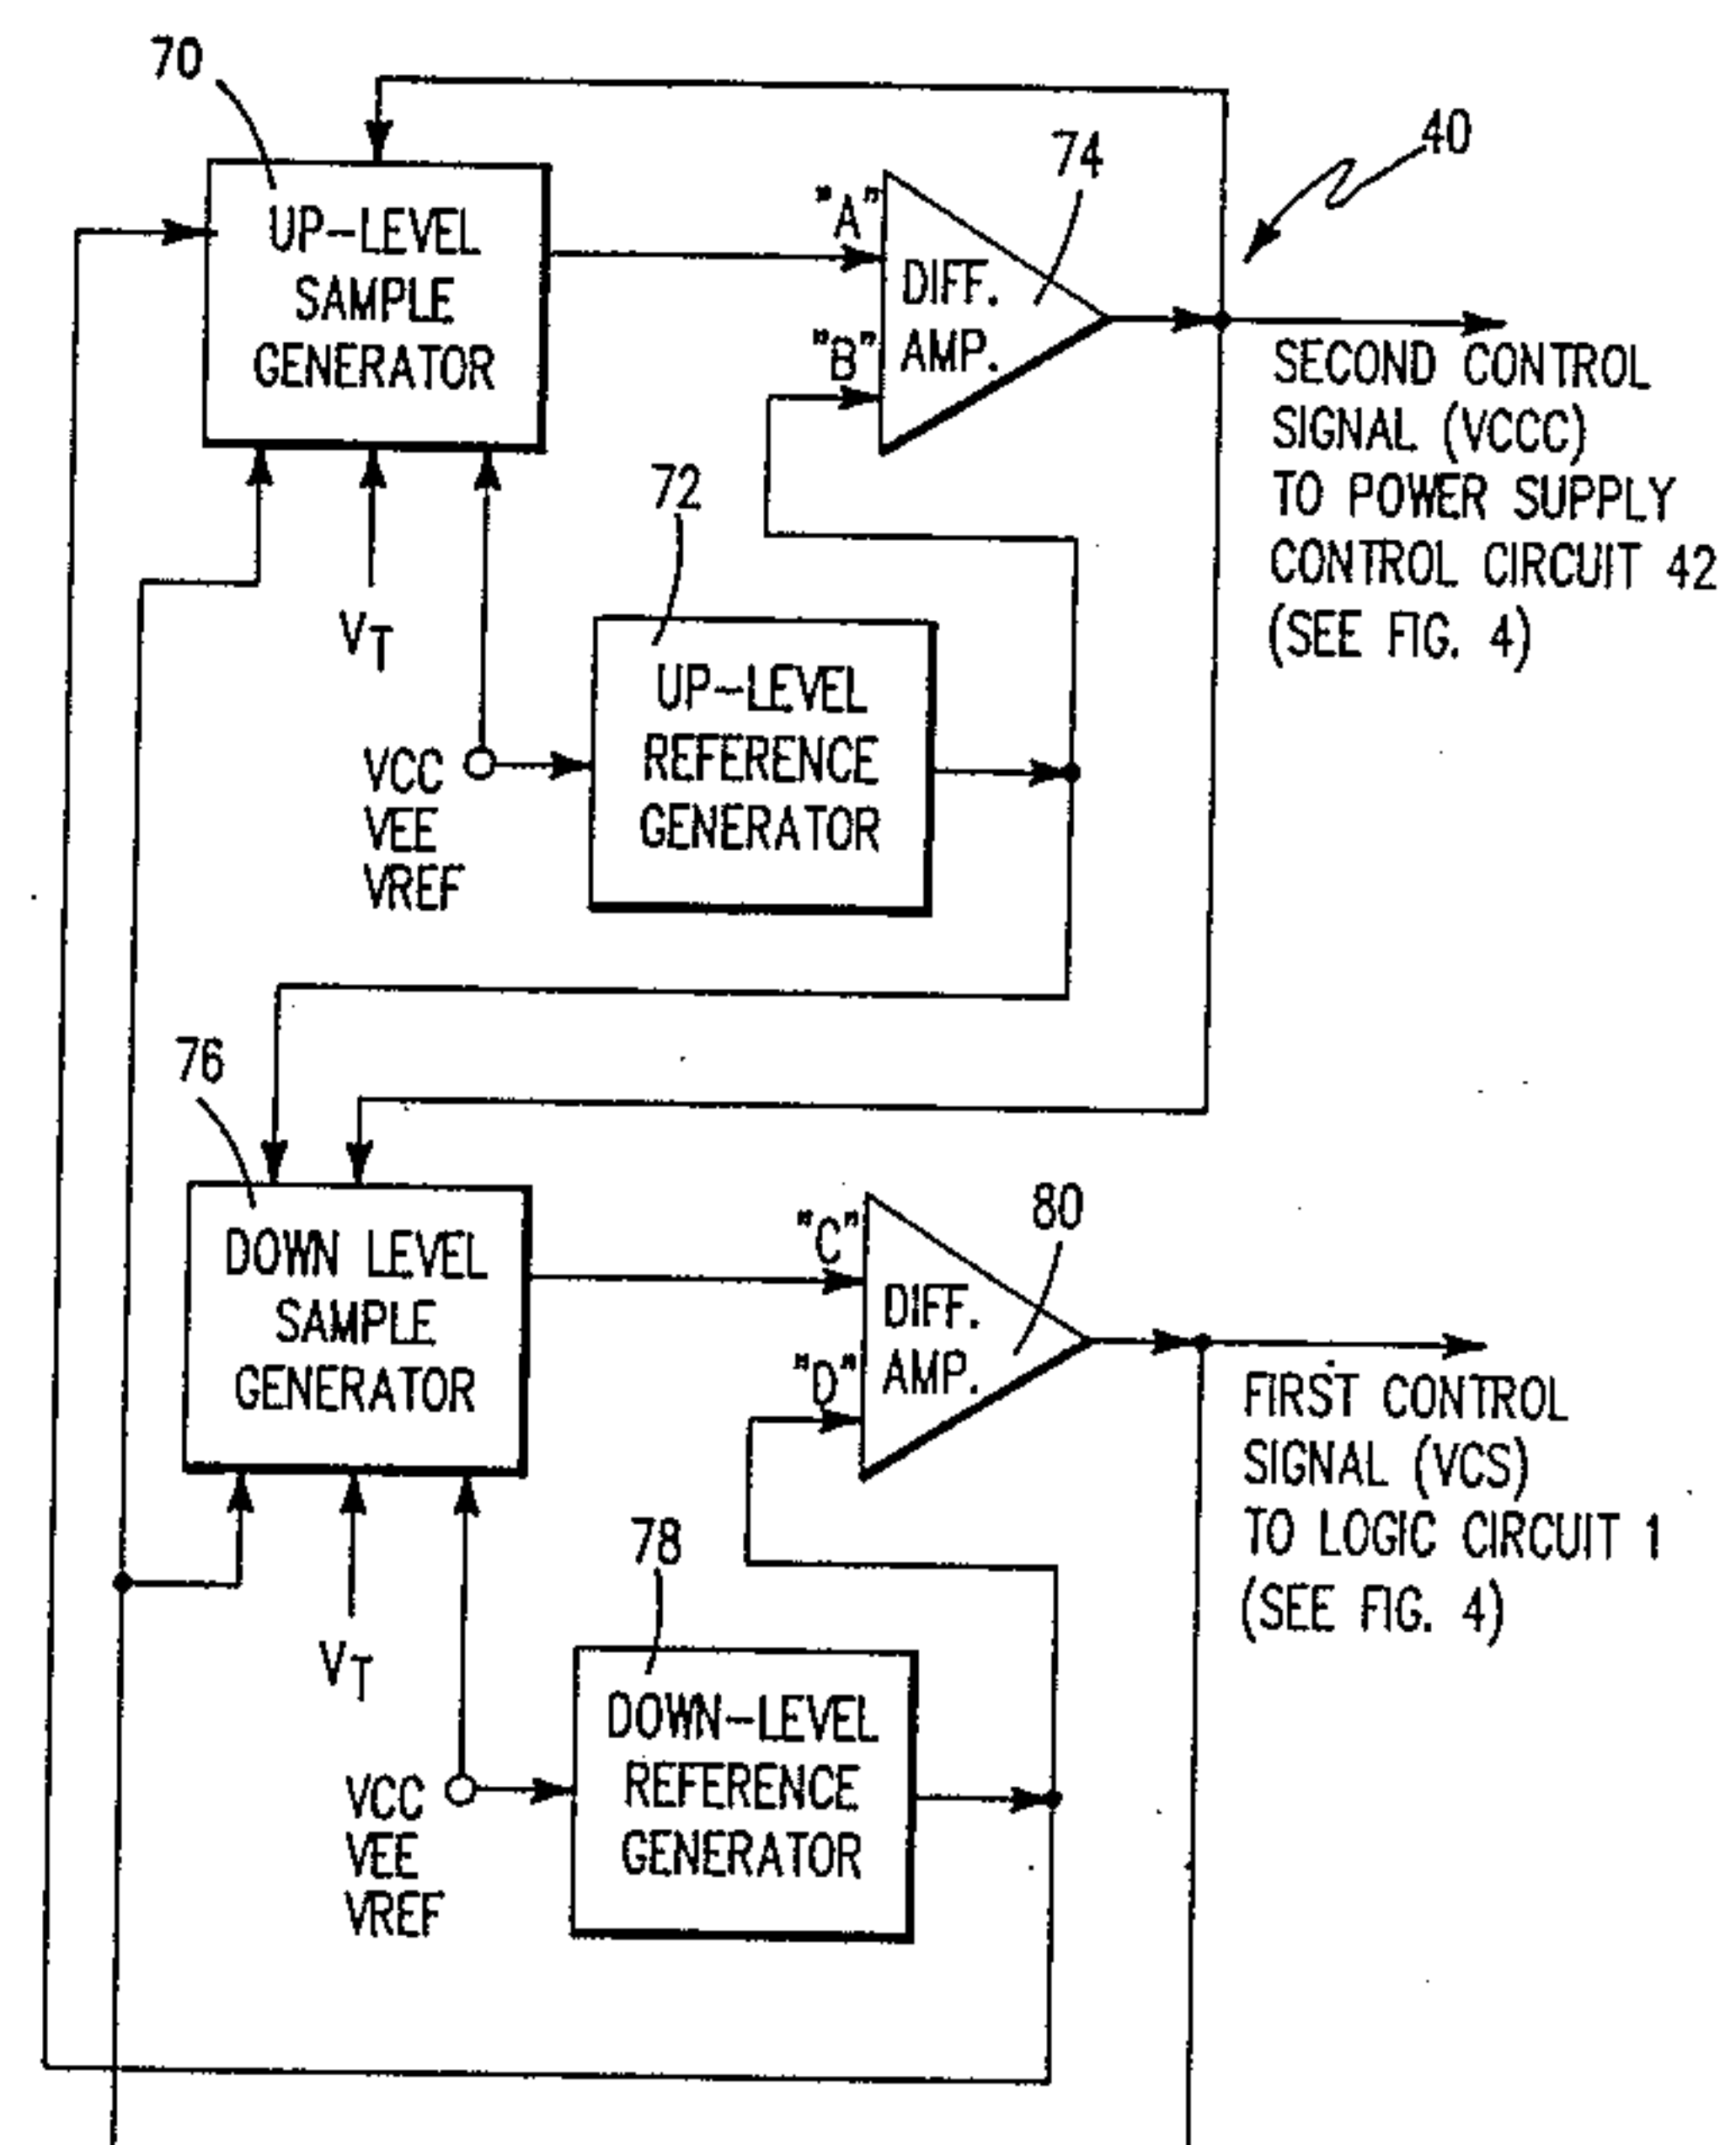 70
40
74
UP-LEVEL
SAMPLE
GENERATOR
"A"
"B"
DIFF.
AMP.
SECOND CONTROL
SIGNAL (VCCC)
TO POWER SUPPLY
CONTROL CIRCUIT 42
(SEE FIG. 4)
72
VT
UP-LEVEL
REFERENCE
GENERATOR
VCC
VEE
VREF
76
80
DOWN LEVEL
SAMPLE
GENERATOR
"C"
"D"
DIFF.
AMP.
FIRST CONTROL
SIGNAL (VCS)
TO LOGIC CIRCUIT 1
(SEE FIG. 4)
78
VT
DOWN-LEVEL
REFERENCE
GENERATOR
VCC
VEE
VREF